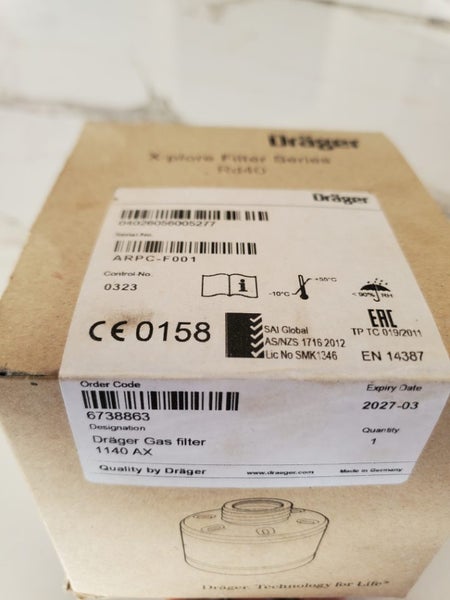 Dräger
X-plore Filter Series
Rd40
Dräger
04026056005277
Serial No.
ARPC-F001
Control-No.
0323
-10°C
+55°C
< 90% RH
CE 0158
SAI Global
AS/NZS 1716 2012
Lic No SMK1346
EAC
TP TC 019/2011
EN 14387
Order Code
6738863
Designation
Dräger Gas filter
1140 AX
Expiry Date
2027-03
Quantity
1
Quality by Dräger
www.draeger.com
Made in Germany
Dräger. Technology for Life®